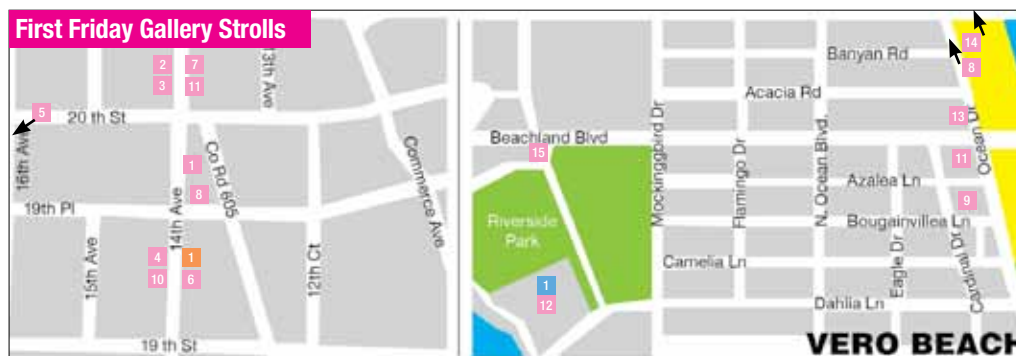 First Friday Gallery Strolls
2
7
3
11
13th Ave
5
20 th St
16th Ave
1
8
Co Rd 605
Commerce Ave
19th Pl
14th Ave
4
1
10
6
15th Ave
12th Ct
19 th St
14
Banyan Rd
8
Acacia Rd
13
Ocean Dr
Beachland Blvd
15
11
Mockinggbord Dr
Flamingo Dr
N. Ocean Blvd.
Azalea Ln
9
Riverside
Park
Bougainvillea Ln
Camelia Ln
Eagle Dr
Cardinal Dr
1
12
Dahlia Ln
VERO BEACH